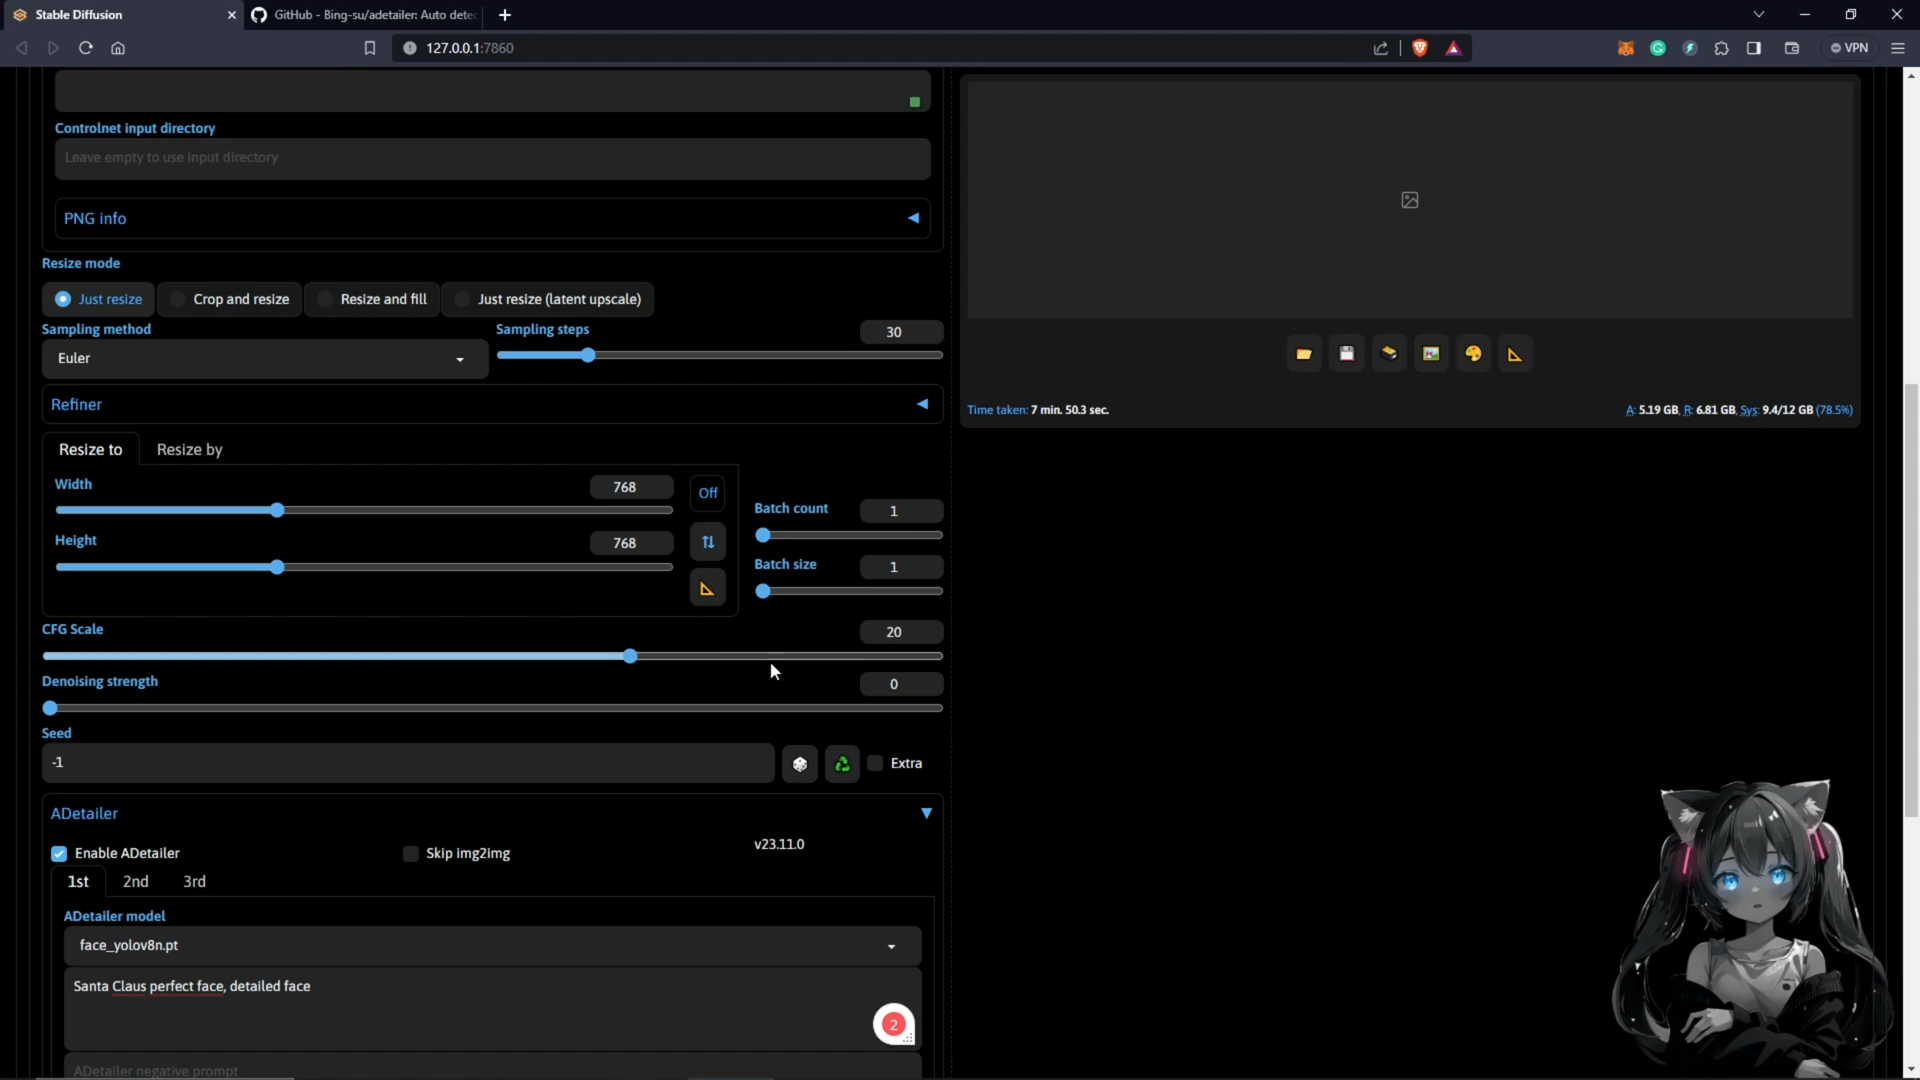 Stable Diffusion
GitHub - Bing-su/adetailer: Auto detec
127.0.0.1:7860
VPN
Controlnet input directory
Leave empty to use input directory
PNG info
Resize mode
Just resize
Crop and resize
Resize and fill
Just resize (latent upscale)
Sampling method
Sampling steps
30
Euler
Refiner
Time taken: 7 min. 50.3 sec.
A: 5.19 GB, R: 6.81 GB, Sys: 9.4/12 GB (78.5%)
Resize to
Resize by
Width
768
Off
Height
768
Batch count
1
Batch size
1
CFG Scale
20
Denoising strength
0
Seed
-1
Extra
ADetailer
Enable ADetailer
Skip img2img
v23.11.0
1st
2nd
3rd
ADetailer model
face_yolov8n.pt
Santa Claus perfect face, detailed face
2
ADetailer negative prompt